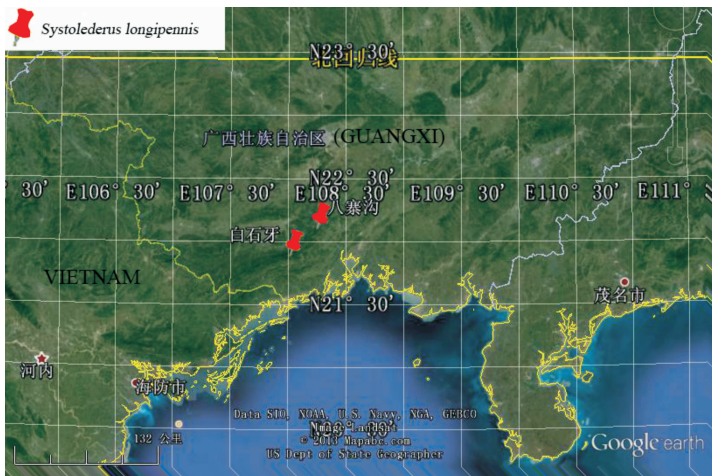 Systolederus longipennis
N23° 30'
北回归线
广西壮族自治区 (GUANGXI)
N22° 30'
30' E106° 30' E107° 30' E108° 30' E109° 30' E110° 30' E111°
八寨沟
白石牙
VIETNAM
N21° 30'
茂名市
河内
海防市
Data SIO, NOAA, U.S. Navy, NGA, GEBCO
Image Landsat
© 2013 Mapabc.com
US Dept of State Geographer
132 公里
Google earth